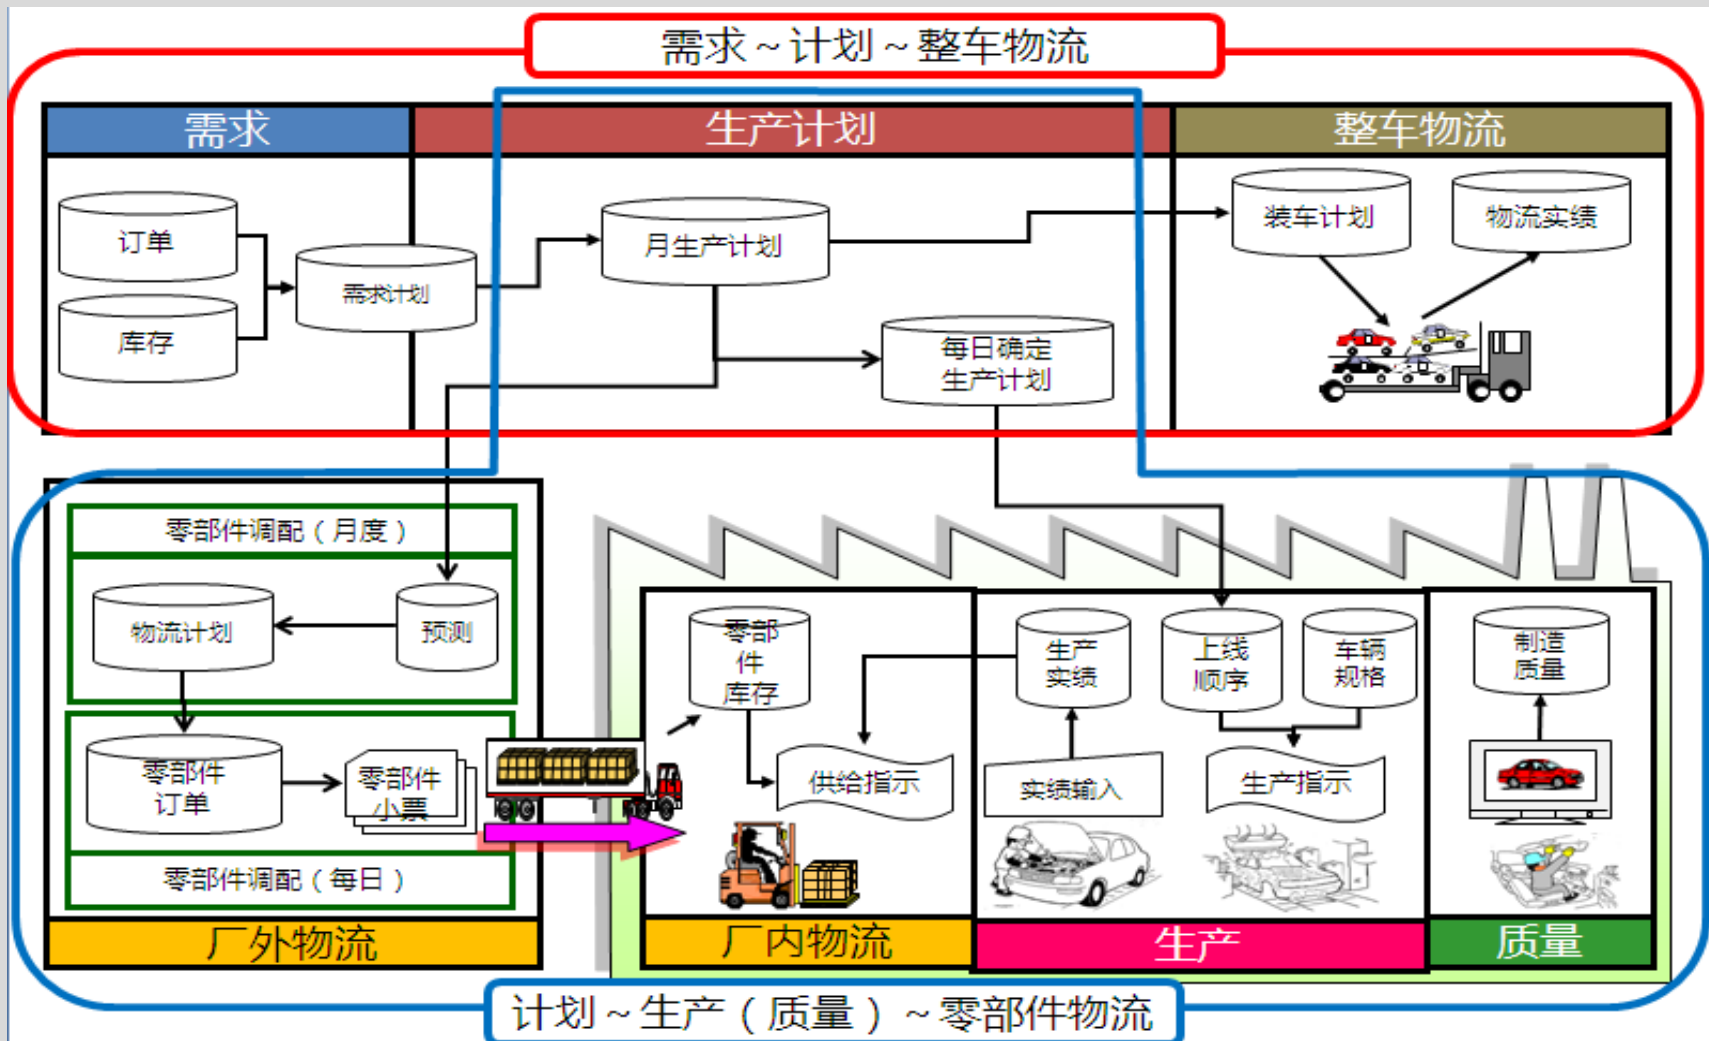 需求～计划～整车物流
需求
生产计划
整车物流
订单
库存
需求计划
月生产计划
每日确定
生产计划
装车计划
物流实绩
零部件调配（月度）
物流计划
预测
零部件
订单
零部件
小票
零部件调配（每日）
厂外物流
零部
件
库存
供给指示
厂内物流
生产
实绩
上线
顺序
车辆
规格
实绩输入
生产指示
生产
制造
质量
质量
计划～生产（质量）～零部件物流